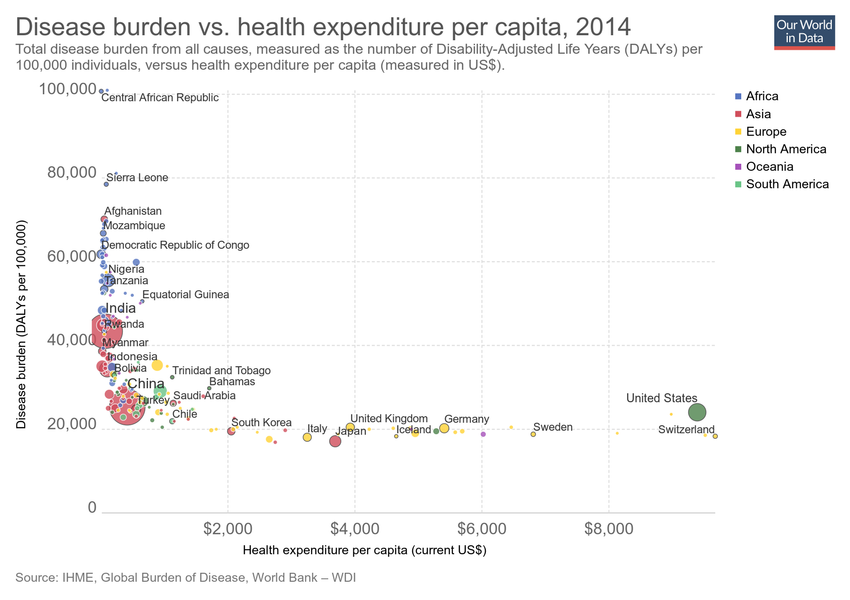 Disease burden vs. health expenditure per capita, 2014
Our World
in Data
Total disease burden from all causes, measured as the number of Disability-Adjusted Life Years (DALYs) per
100,000 individuals, versus health expenditure per capita (measured in US$).
100,000
Central African Republic
80,000
Sierra Leone
Afghanistan
Mozambique
Democratic Republic of Congo
60,000
Nigeria
Tanzania
Equatorial Guinea
India
Rwanda
40,000
Myanmar
Indonesia
Bolivia
Trinidad and Tobago
China
Bahamas
Turkey
Saudi Arabia
Chile
United States
20,000
South Korea
Italy
United Kingdom
Japan
Iceland
Germany
Sweden
Switzerland
0
$2,000
$4,000
$6,000
$8,000
Disease burden (DALYs per 100,000)
Health expenditure per capita (current US$)
Africa
Asia
Europe
North America
Oceania
South America
Source: IHME, Global Burden of Disease, World Bank – WDI